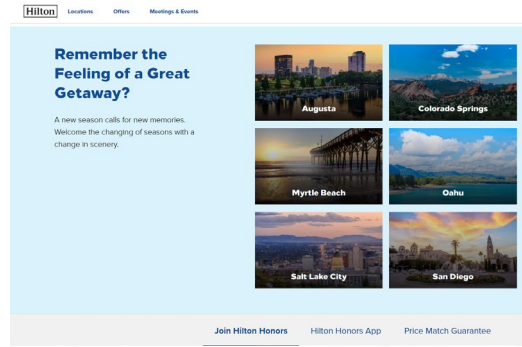 Hilton
Locations Offers Meetings & Events
Remember the
Feeling of a Great
Getaway?
A new season calls for new memories.
Welcome the changing of seasons with a
change in scenery.
Augusta
Colorado Springs
Myrtle Beach
Oahu
Salt Lake City
San Diego
Join Hilton Honors Hilton Honors App Price Match Guarantee